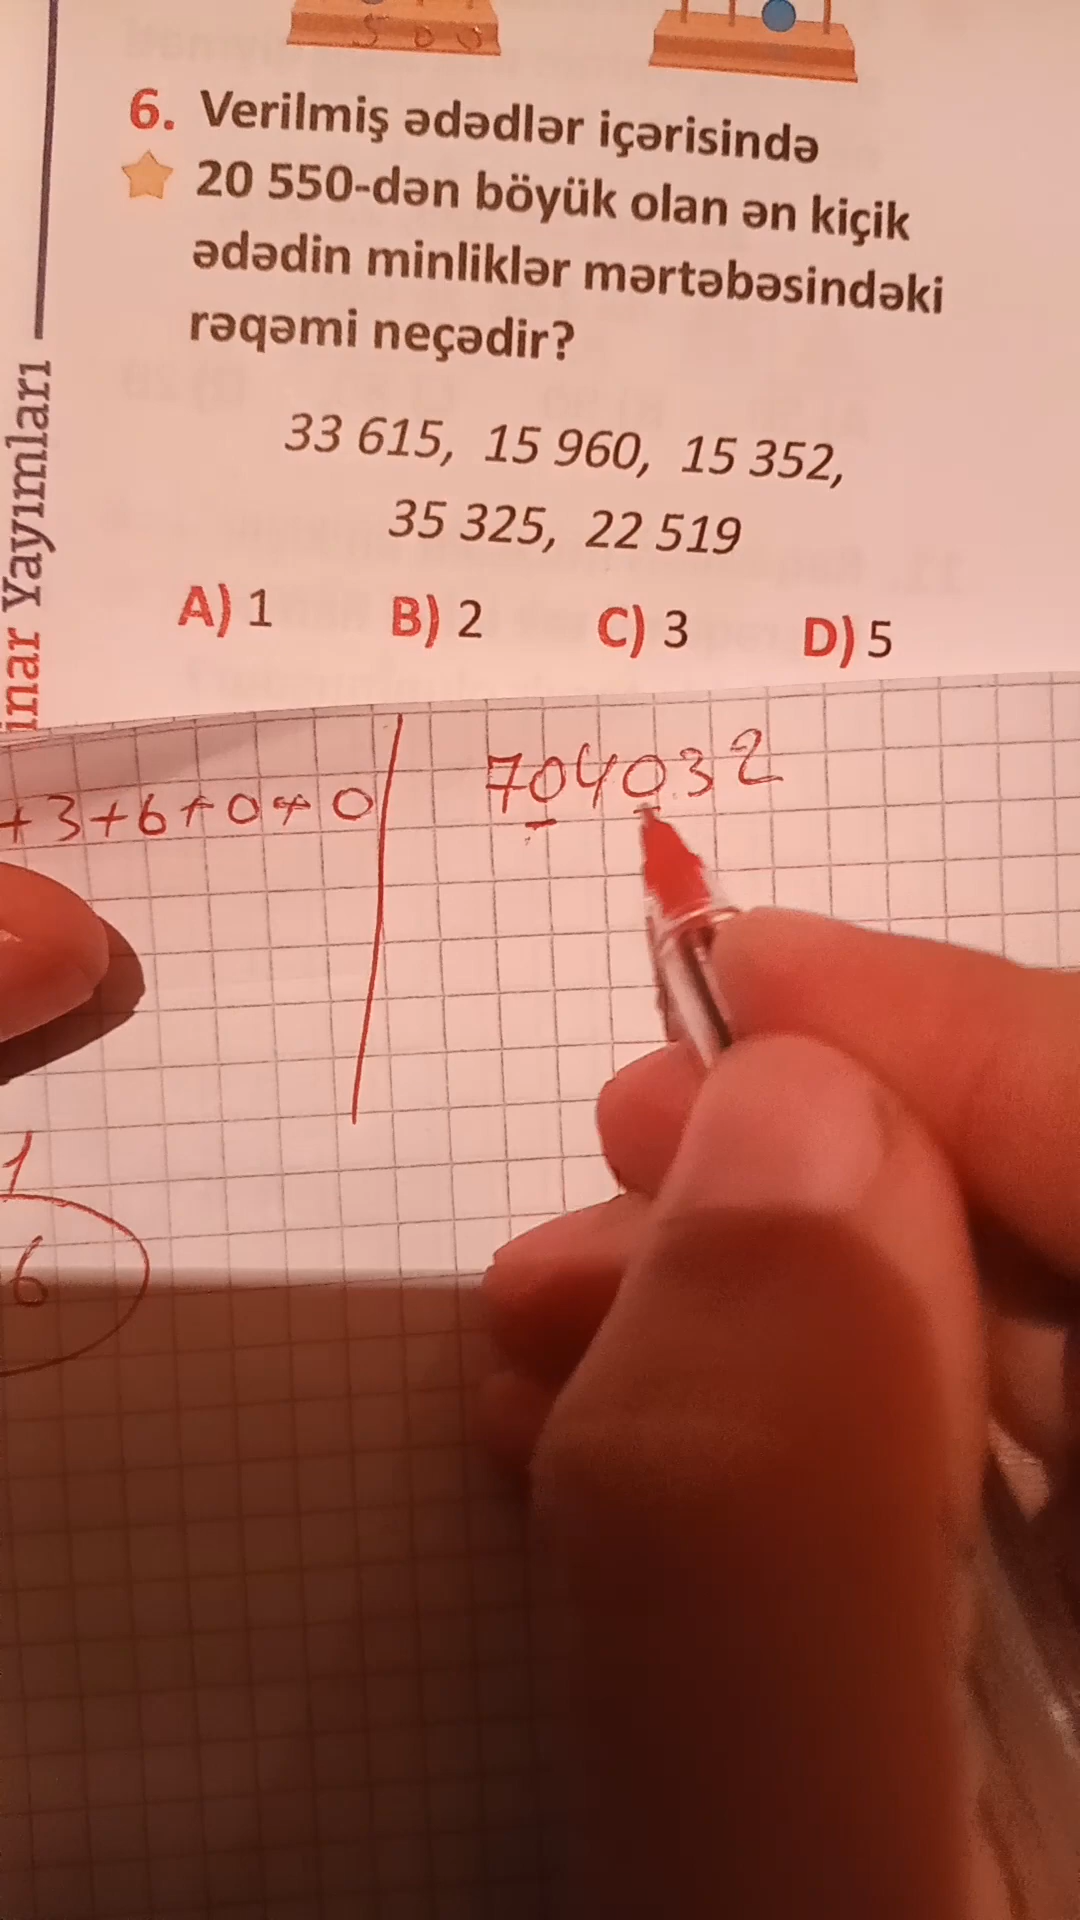 500
6. Verilmiş ədədlər içərisində
20 550-dən böyük olan ən kiçik
ədədin minliklər mərtəbəsindəki
rəqəmi neçədir?
33 615, 15 960, 15 352,
35 325, 22 519
A) 1 B) 2 C) 3 D) 5
Yayımları
+3+6+0+0
704032
1
6